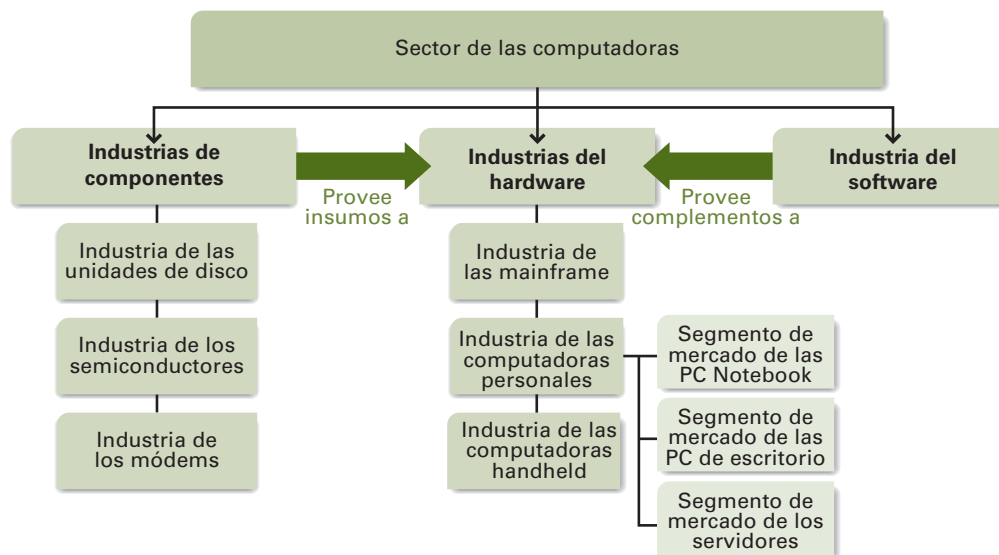 Sector de las computadoras
Industrias de
componentes
Provee
insumos a
Industrias del
hardware
Provee
complementos a
Industria del
software
Industria de las
unidades de disco
Industria de los
semiconductores
Industria de
los módems
Industria de
las mainframe
Industria de las
computadoras
personales
Industria de las
computadoras
handheld
Segmento de
mercado de las
PC Notebook
Segmento de
mercado de las
PC de escritorio
Segmento de
mercado de los
servidores